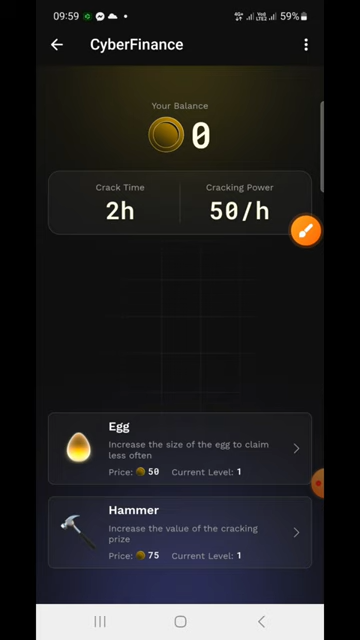 09:59 4G+ VoLTE2 59%
CyberFinance
Your Balance
0
Crack Time Cracking Power
2h 50/h
Egg
Increase the size of the egg to claim
less often
Price: 50 Current Level: 1
Hammer
Increase the value of the cracking
prize
Price: 75 Current Level: 1